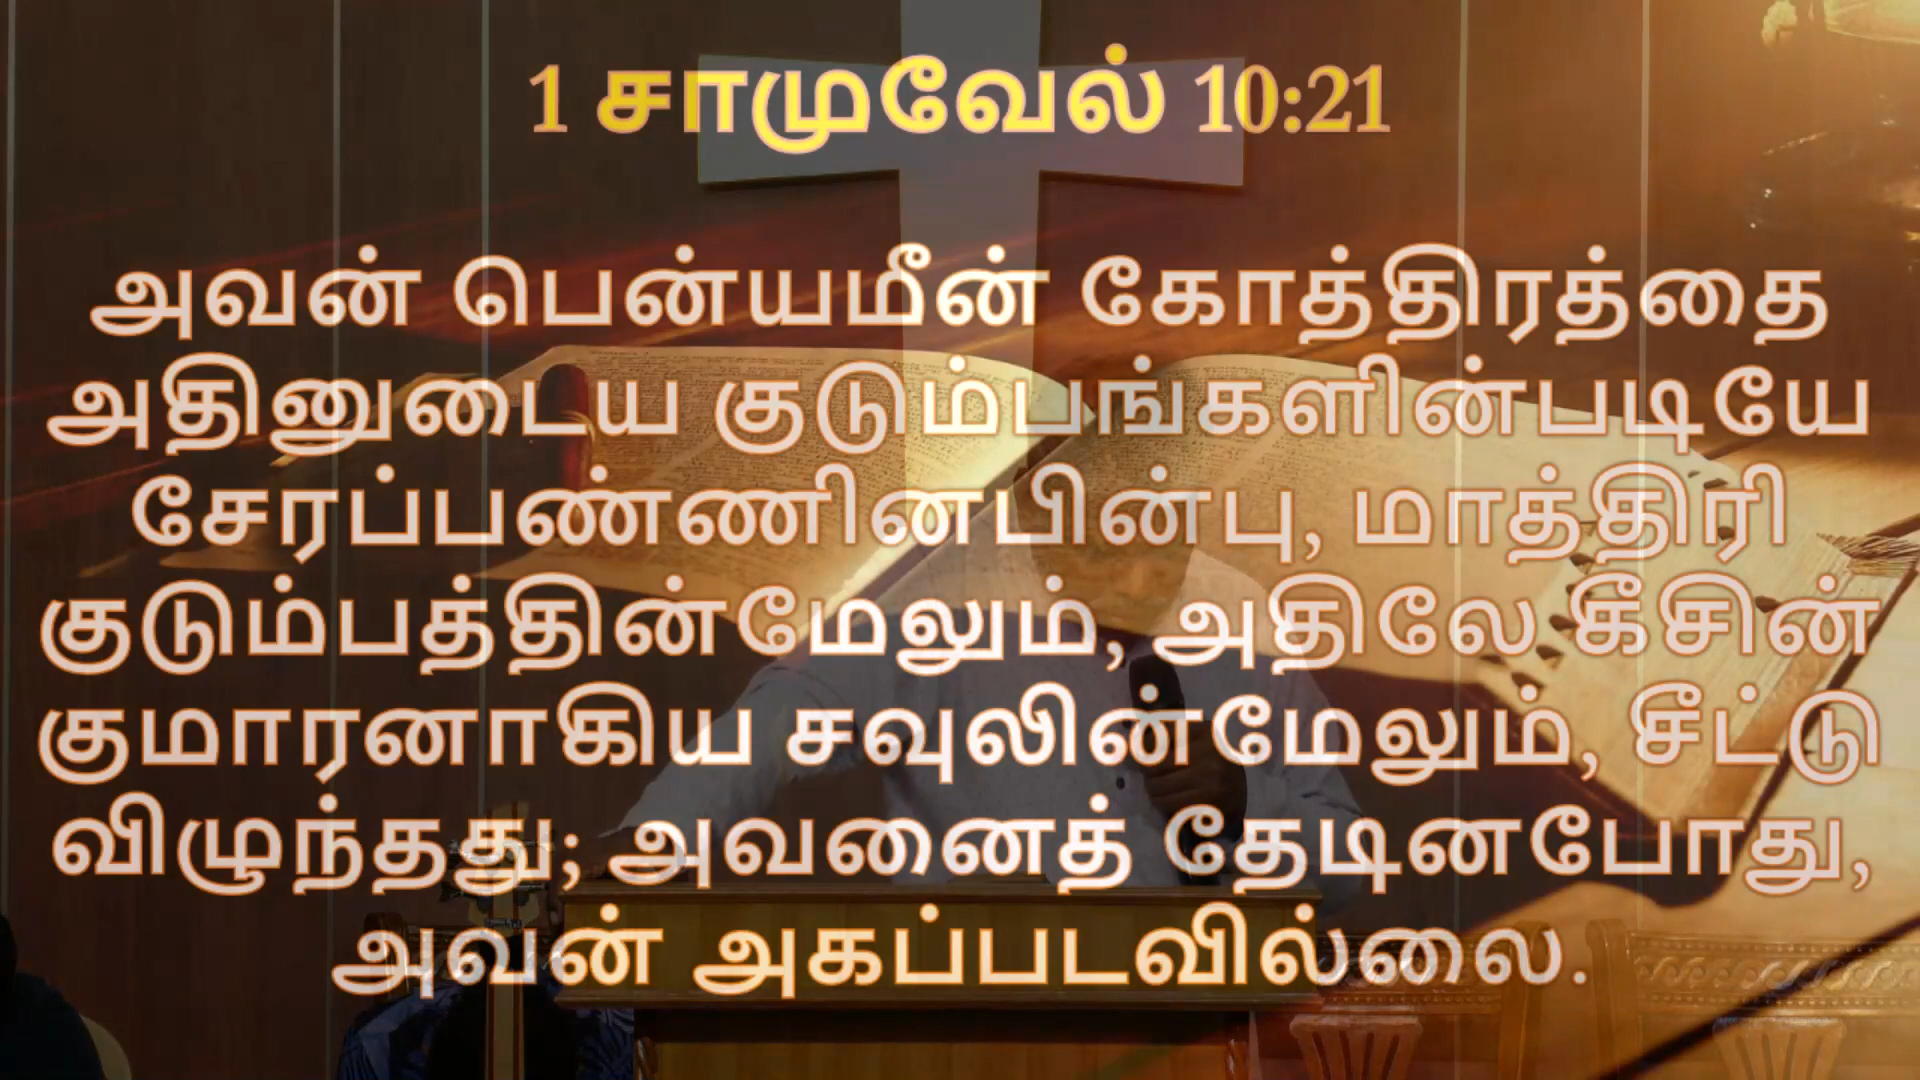 1 சாமுவேல் 10:21
அவன் பென்யமீன் கோத்திரத்தை
அதினுடைய குடும்பங்களின்படியே
சேரப்பண்ணினபின்பு, மாத்திரி
குடும்பத்தின்மேலும், அதிலே கீசின்
குமாரனாகிய சவுலின்மேலும், சீட்டு
விழுந்தது; அவனைத் தேடினபோது,
அவன் அகப்படவில்லை.